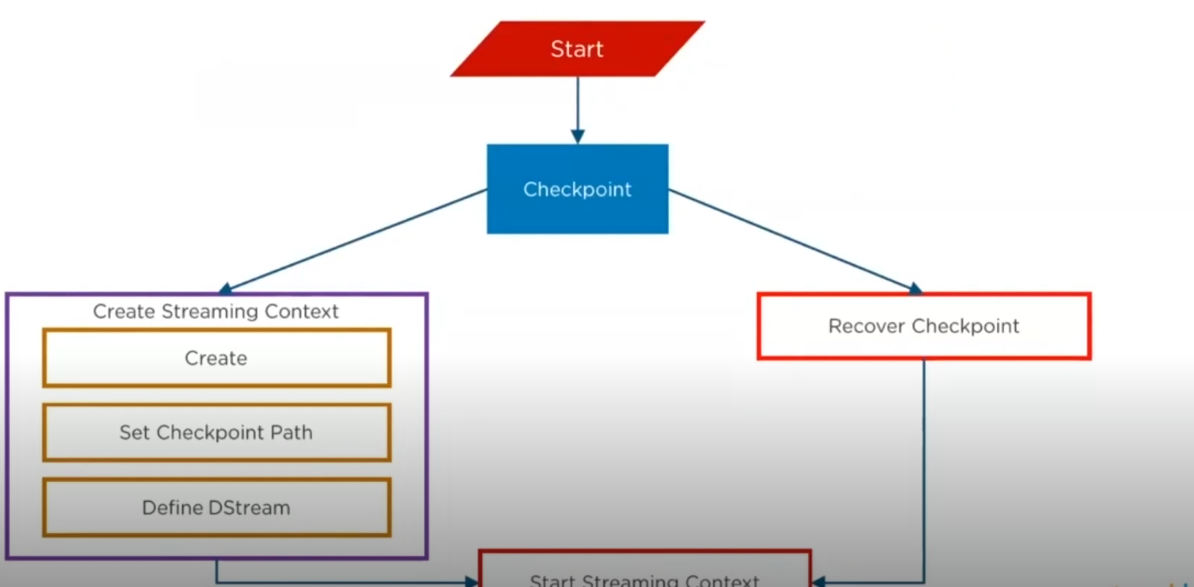 Start
Checkpoint
Create Streaming Context
Create
Set Checkpoint Path
Define DStream
Recover Checkpoint
Start Streaming Context